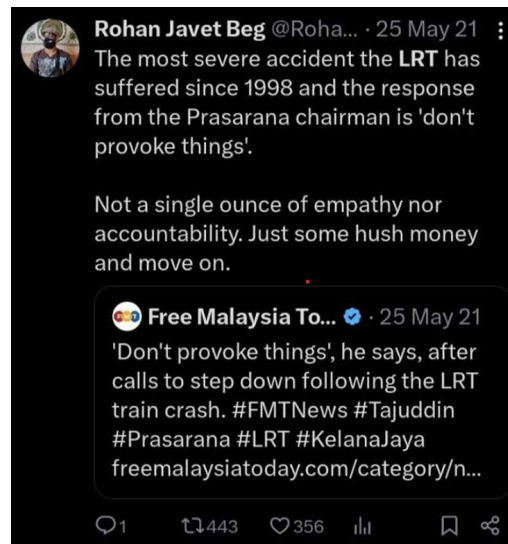 Rohan Javet Beg @Roha... · 25 May 21
The most severe accident the LRT has
suffered since 1998 and the response
from the Prasarana chairman is 'don't
provoke things'.
Not a single ounce of empathy nor
accountability. Just some hush money
and move on.
Free Malaysia To... · 25 May 21
'Don't provoke things', he says, after
calls to step down following the LRT
train crash. #FMTNews #Tajuddin
#Prasarana #LRT #KelanaJaya
freemalaysiatoday.com/category/n...
1 443 356